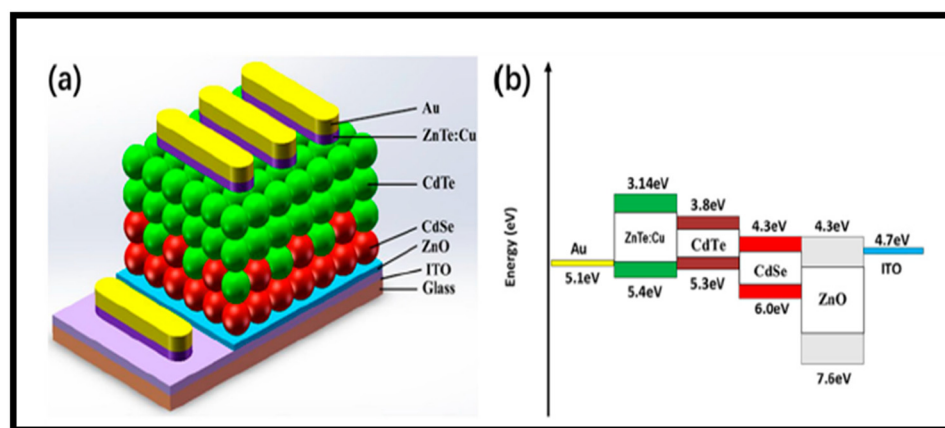 (a)
Au
ZnTe:Cu
CdTe
CdSe
ZnO
ITO
Glass
(b)
Energy (eV)
3.14eV
3.8eV
4.3eV
4.3eV
4.7eV
Au
ZnTe:Cu
CdTe
CdSe
ZnO
ITO
5.1eV
5.4eV
5.3eV
6.0eV
7.6eV